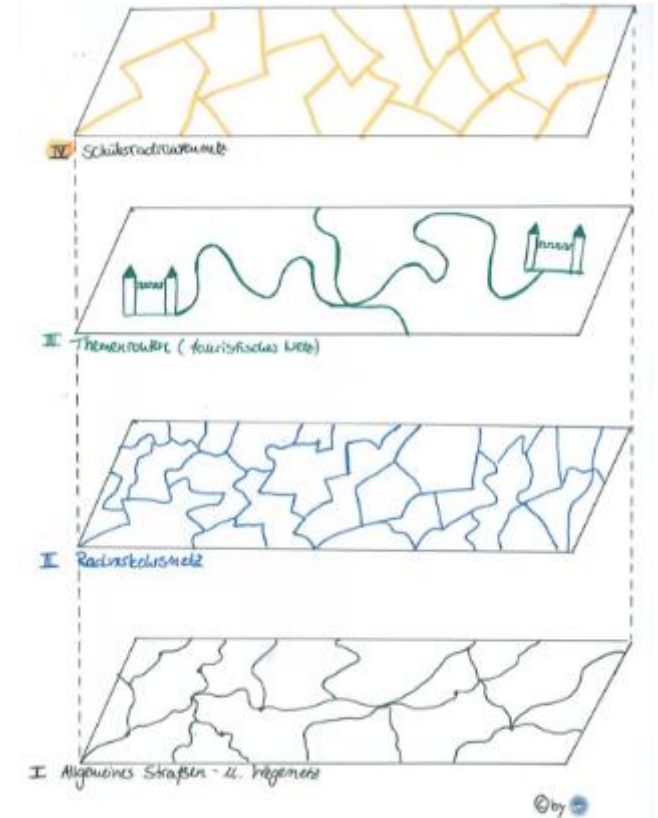 IV Schülerradroutennetz
III Themenrouten (touristisches Netz)
II Radverkehrsnetz
I Allgemeines Straßen- u. Wegenetz
©by